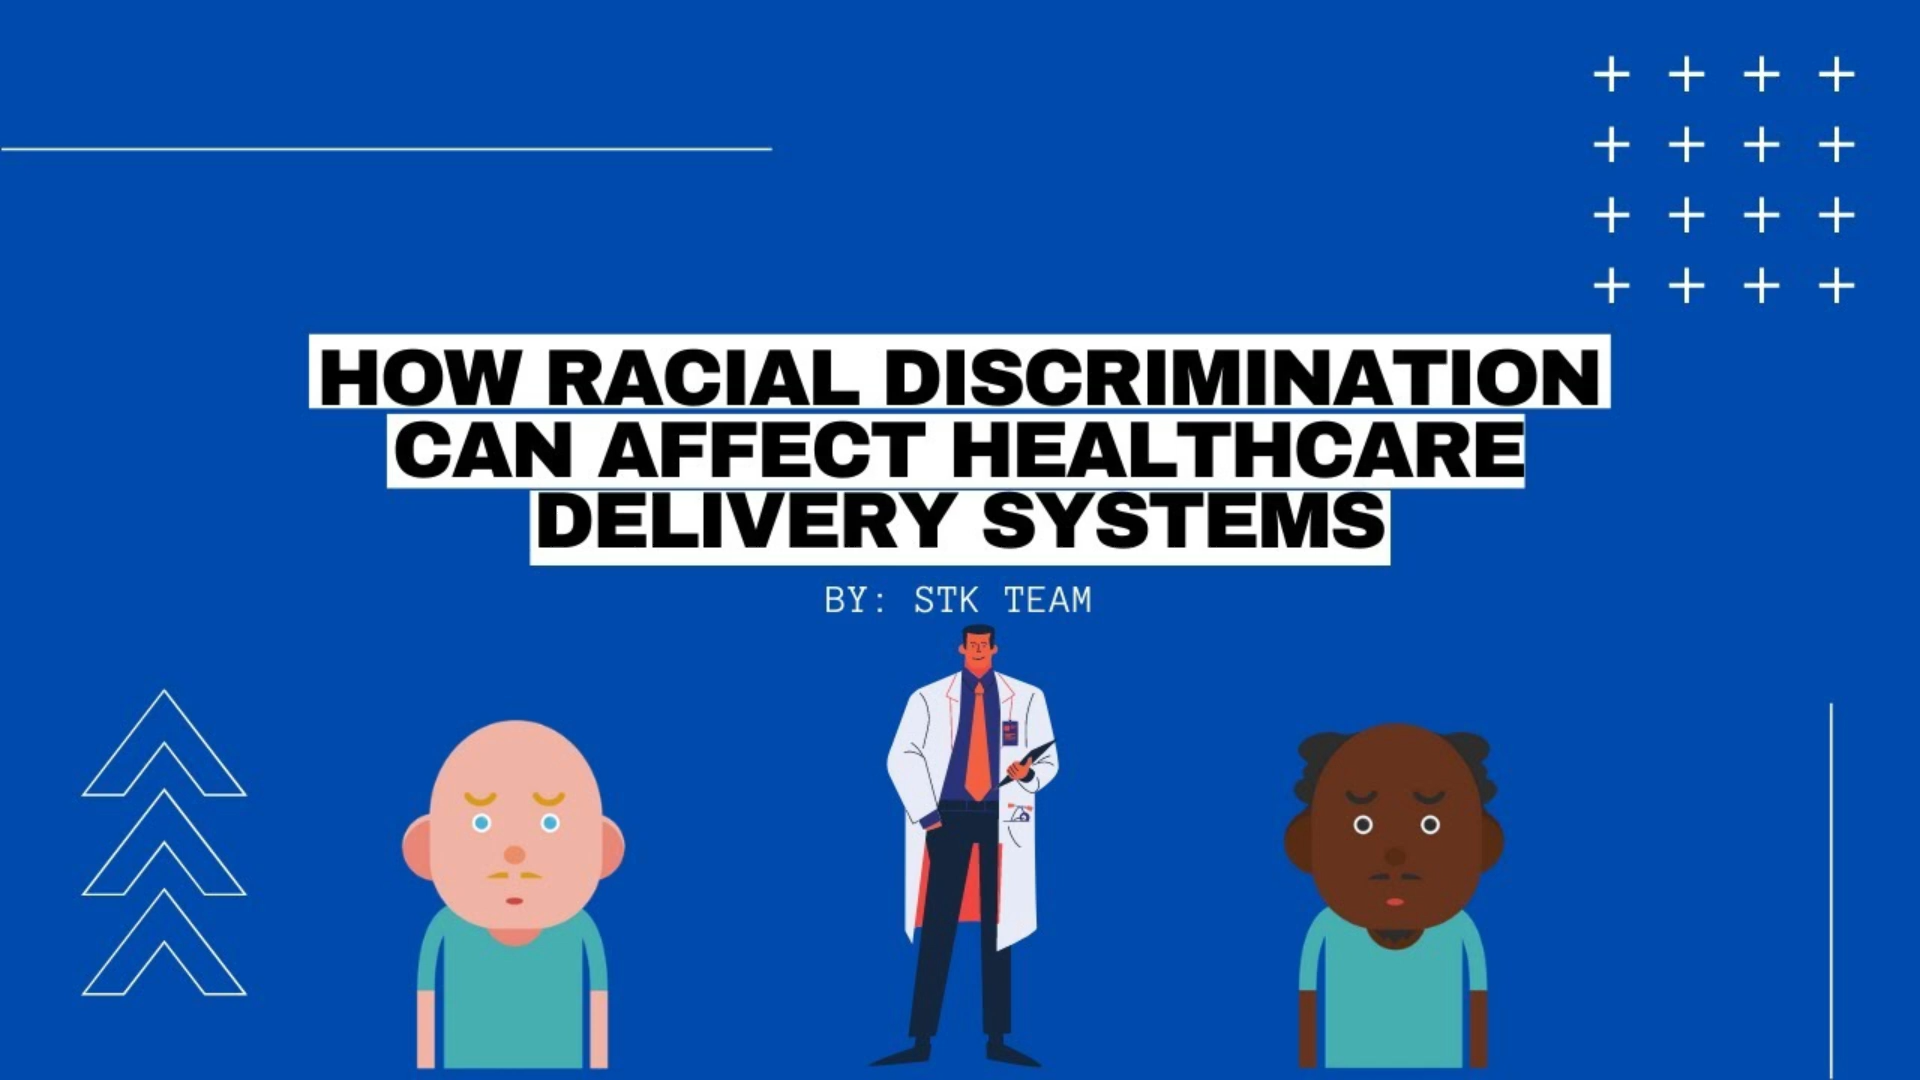 HOW RACIAL DISCRIMINATION
CAN AFFECT HEALTHCARE
DELIVERY SYSTEMS
BY: STK TEAM